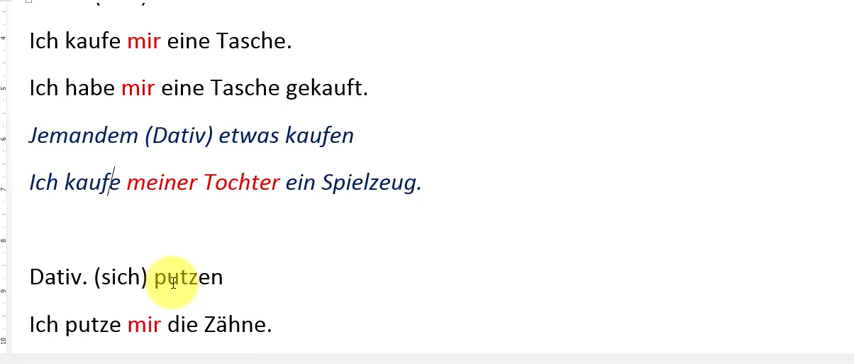 Ich kaufe mir eine Tasche.
Ich habe mir eine Tasche gekauft.
Jemandem (Dativ) etwas kaufen
Ich kaufe meiner Tochter ein Spielzeug.
Dativ. (sich) putzen
Ich putze mir die Zähne.